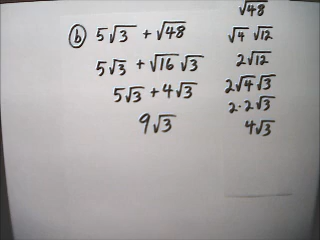 ⓑ 5√3 + √48
5√3 + √16 √3
5√3 + 4√3
9√3
√48
√4 √12
2√12
2√4√3
2·2√3
4√3